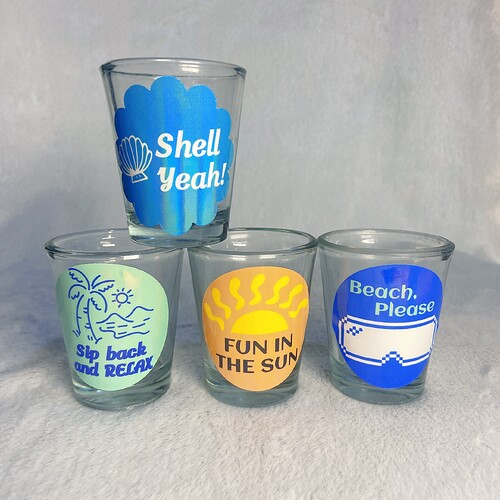 Shell
Yeah!
Sip back
and RELAX
FUN IN
THE SUN
Beach,
Please